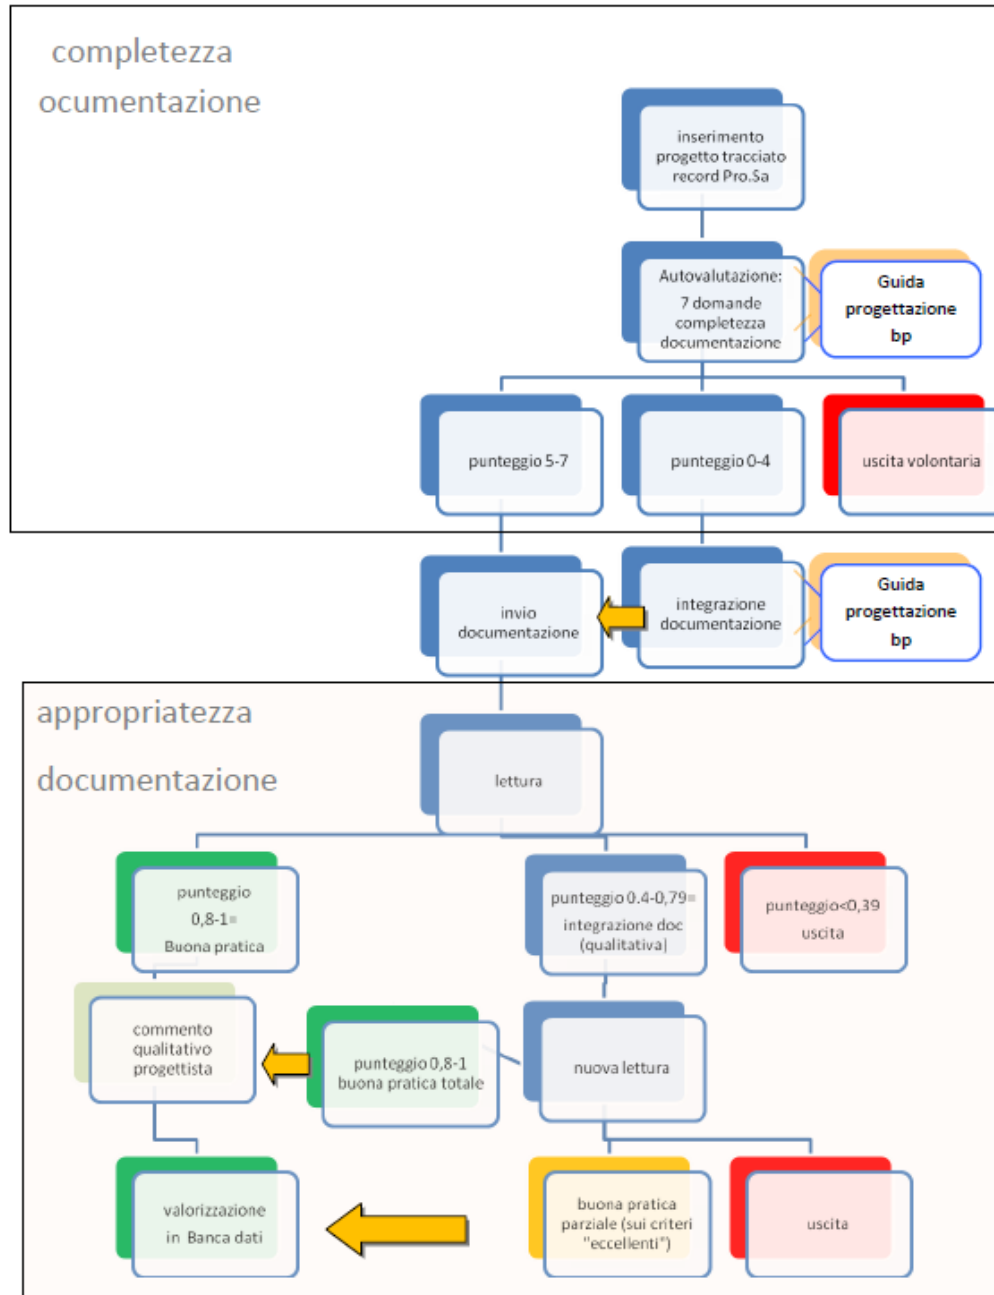 completezza
ocumentazione
inserimento
progetto tracciato
record Pro.Sa
Autovalutazione:
7 domande
completezza
documentazione
Guida
progettazione
bp
punteggio 5-7
punteggio 0-4
uscita volontaria
invio
documentazione
integrazione
documentazione
Guida
progettazione
bp
appropriatezza
documentazione
lettura
punteggio
0,8-1=
Buona pratica
punteggio 0.4-0,79=
integrazione doc
(qualitativa)
punteggio<0,39
uscita
commento
qualitativo
progettista
punteggio 0,8-1
buona pratica totale
nuova lettura
valorizzazione
in Banca dati
buona pratica
parziale (sui criteri
"eccellenti")
uscita